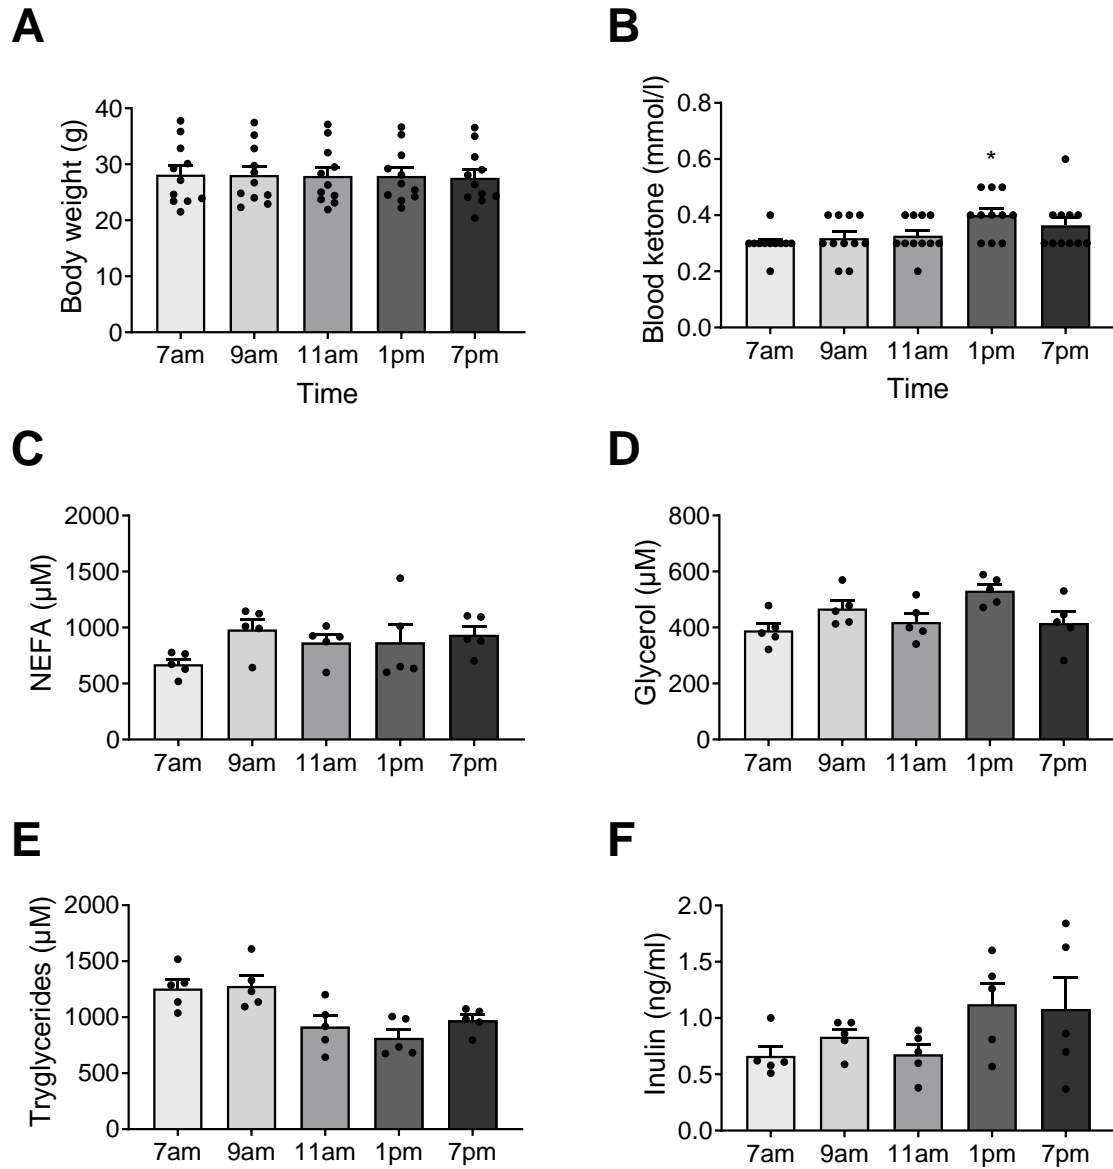 A
Body weight (g)
40
30
20
10
0
7am 9am 11am 1pm 7pm
Time
B
Blood ketone (mmol/l)
0.8
0.6
0.4
0.2
0.0
*
7am 9am 11am 1pm 7pm
Time
C
NEFA (µM)
2000
1500
1000
500
0
7am 9am 11am 1pm 7pm
D
Glycerol (µM)
800
600
400
200
0
7am 9am 11am 1pm 7pm
E
Tryglycerides (µM)
2000
1500
1000
500
0
7am 9am 11am 1pm 7pm
F
Inulin (ng/ml)
2.0
1.5
1.0
0.5
0.0
7am 9am 11am 1pm 7pm